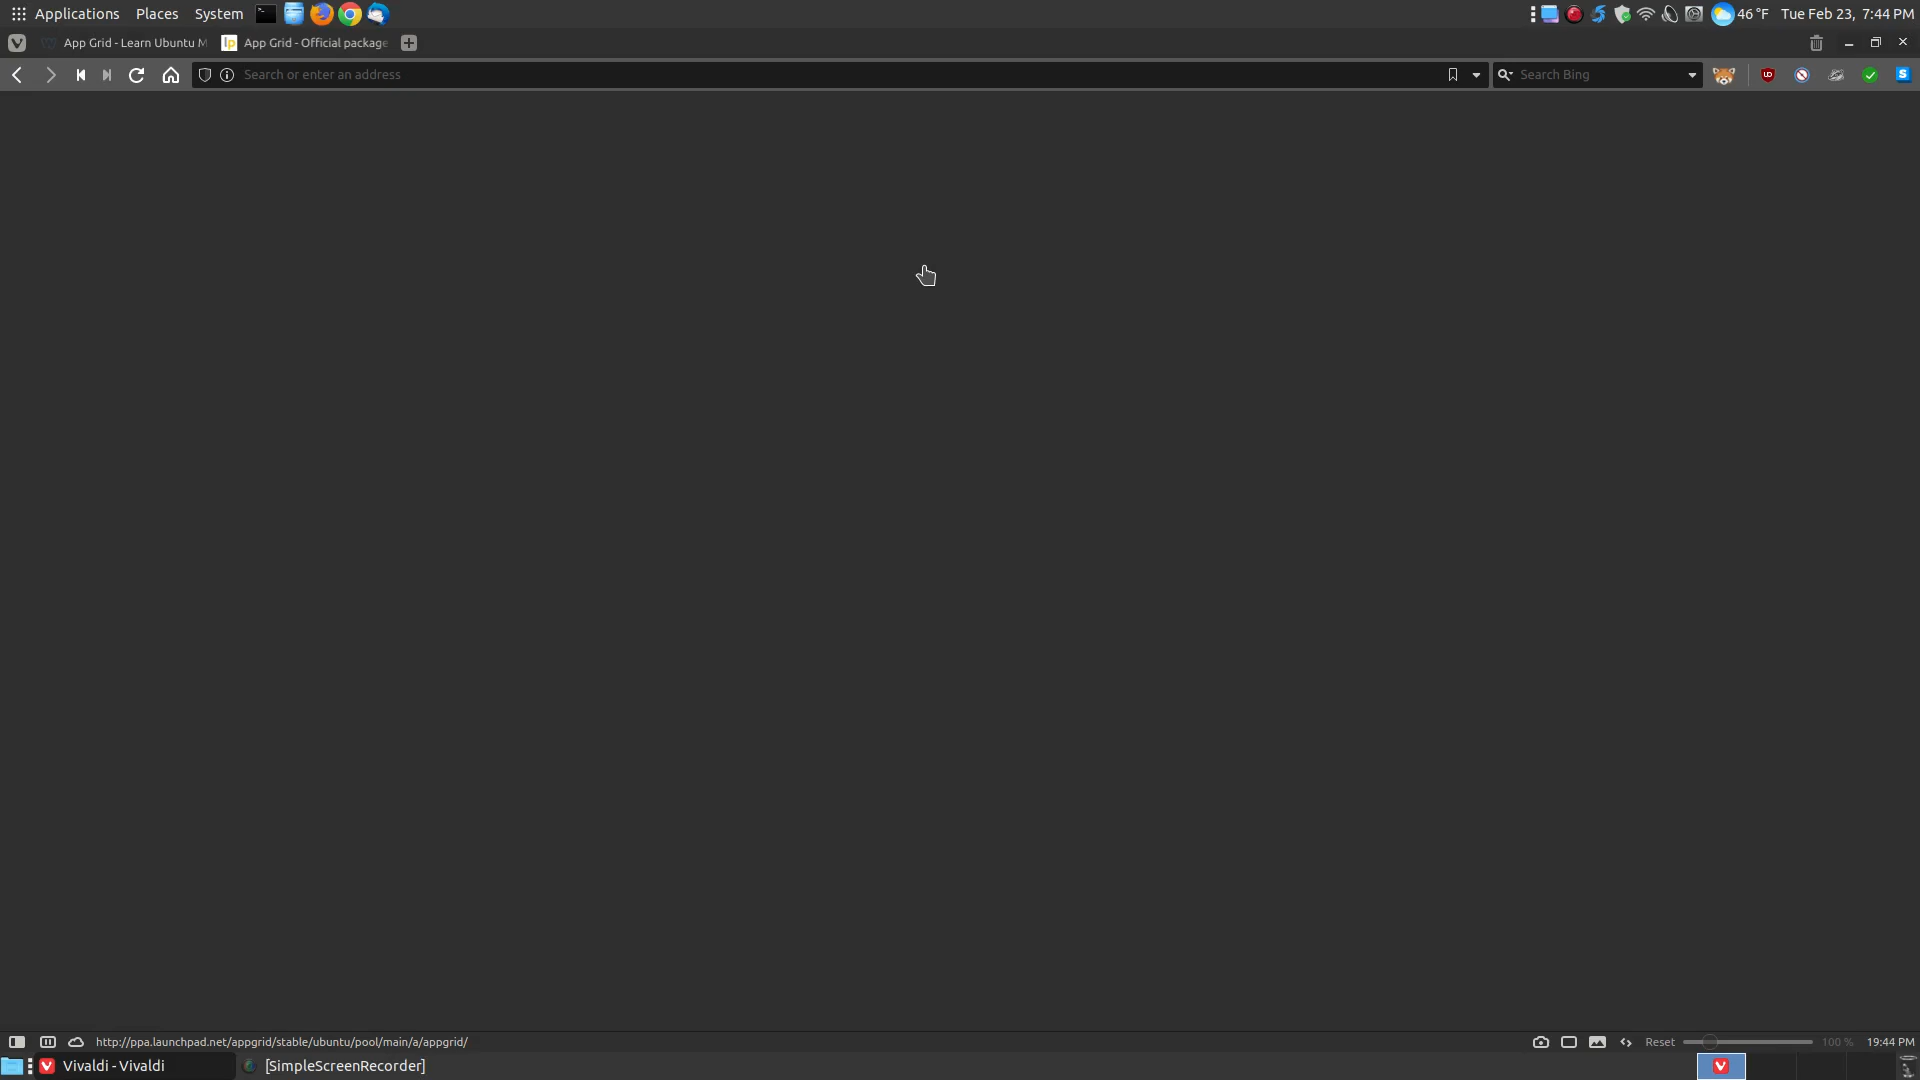 Applications Places System 46 °F Tue Feb 23, 7:44 PM
App Grid - Learn Ubuntu M App Grid - Official package
Search or enter an address Search Bing
http://ppa.launchpad.net/appgrid/stable/ubuntu/pool/main/a/appgrid/ Reset 100 % 19:44 PM
Vivaldi - Vivaldi [SimpleScreenRecorder]